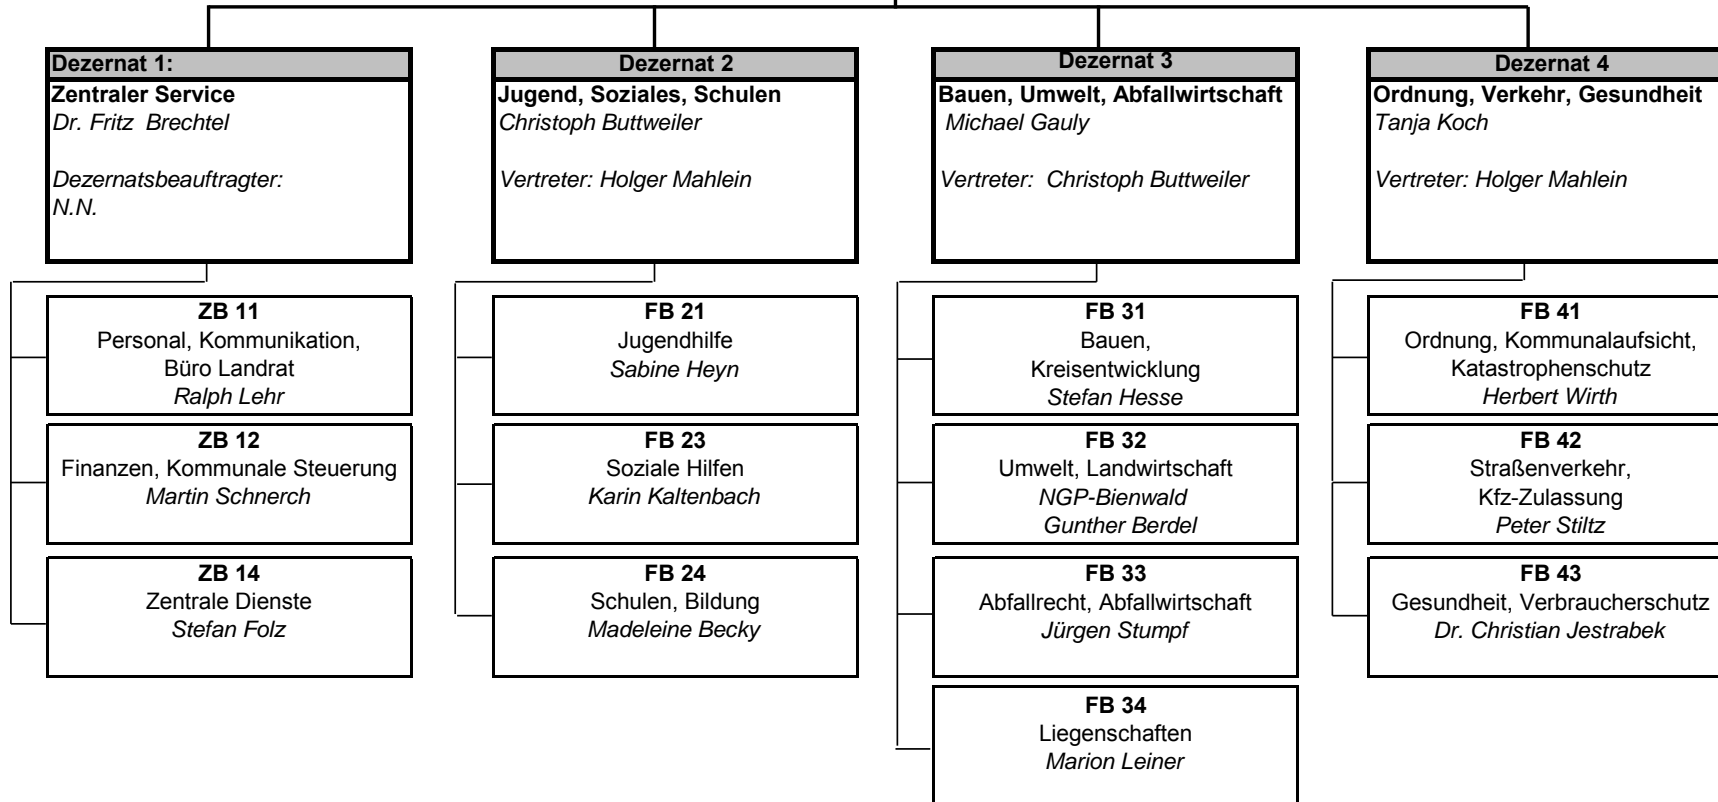 Dezernat 1:
Zentraler Service
Dr. Fritz Brechtel
Dezernatsbeauftragter:
N.N.
ZB 11
Personal, Kommunikation,
Büro Landrat
Ralph Lehr
ZB 12
Finanzen, Kommunale Steuerung
Martin Schnerch
ZB 14
Zentrale Dienste
Stefan Folz
Dezernat 2
Jugend, Soziales, Schulen
Christoph Buttweiler
Vertreter: Holger Mahlein
FB 21
Jugendhilfe
Sabine Heyn
FB 23
Soziale Hilfen
Karin Kaltenbach
FB 24
Schulen, Bildung
Madeleine Becky
Dezernat 3
Bauen, Umwelt, Abfallwirtschaft
Michael Gauly
Vertreter: Christoph Buttweiler
FB 31
Bauen,
Kreisentwicklung
Stefan Hesse
FB 32
Umwelt, Landwirtschaft
NGP-Bienwald
Gunther Berdel
FB 33
Abfallrecht, Abfallwirtschaft
Jürgen Stumpf
FB 34
Liegenschaften
Marion Leiner
Dezernat 4
Ordnung, Verkehr, Gesundheit
Tanja Koch
Vertreter: Holger Mahlein
FB 41
Ordnung, Kommunalaufsicht,
Katastrophenschutz
Herbert Wirth
FB 42
Straßenverkehr,
Kfz-Zulassung
Peter Stiltz
FB 43
Gesundheit, Verbraucherschutz
Dr. Christian Jestrabek